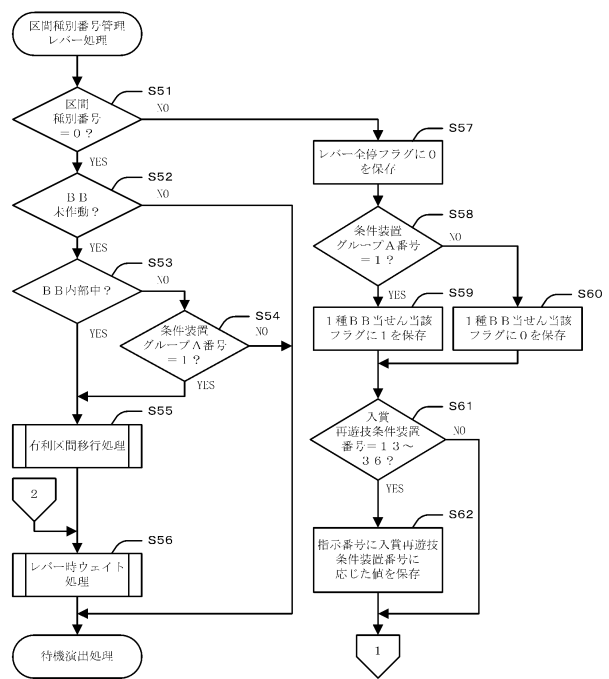 区間種別番号管理
レバー処理
S51
区間
種別番号
=0?
NO
YES
S52
BB
未作動?
NO
YES
S53
BB内部中?
NO
YES
S54
条件装置
グループA番号
=1?
NO
YES
S55
有利区間移行処理
2
S56
レバー時ウェイト
処理
待機演出処理
S57
レバー全停フラグに0
を保存
S58
条件装置
グループA番号
=1?
NO
YES
S59
1種BB当せん当該
フラグに1を保存
S60
1種BB当せん当該
フラグに0を保存
S61
入賞
再遊技条件装置
番号=13~
36?
NO
YES
S62
指示番号に入賞再遊技
条件装置番号に
応じた値を保存
1